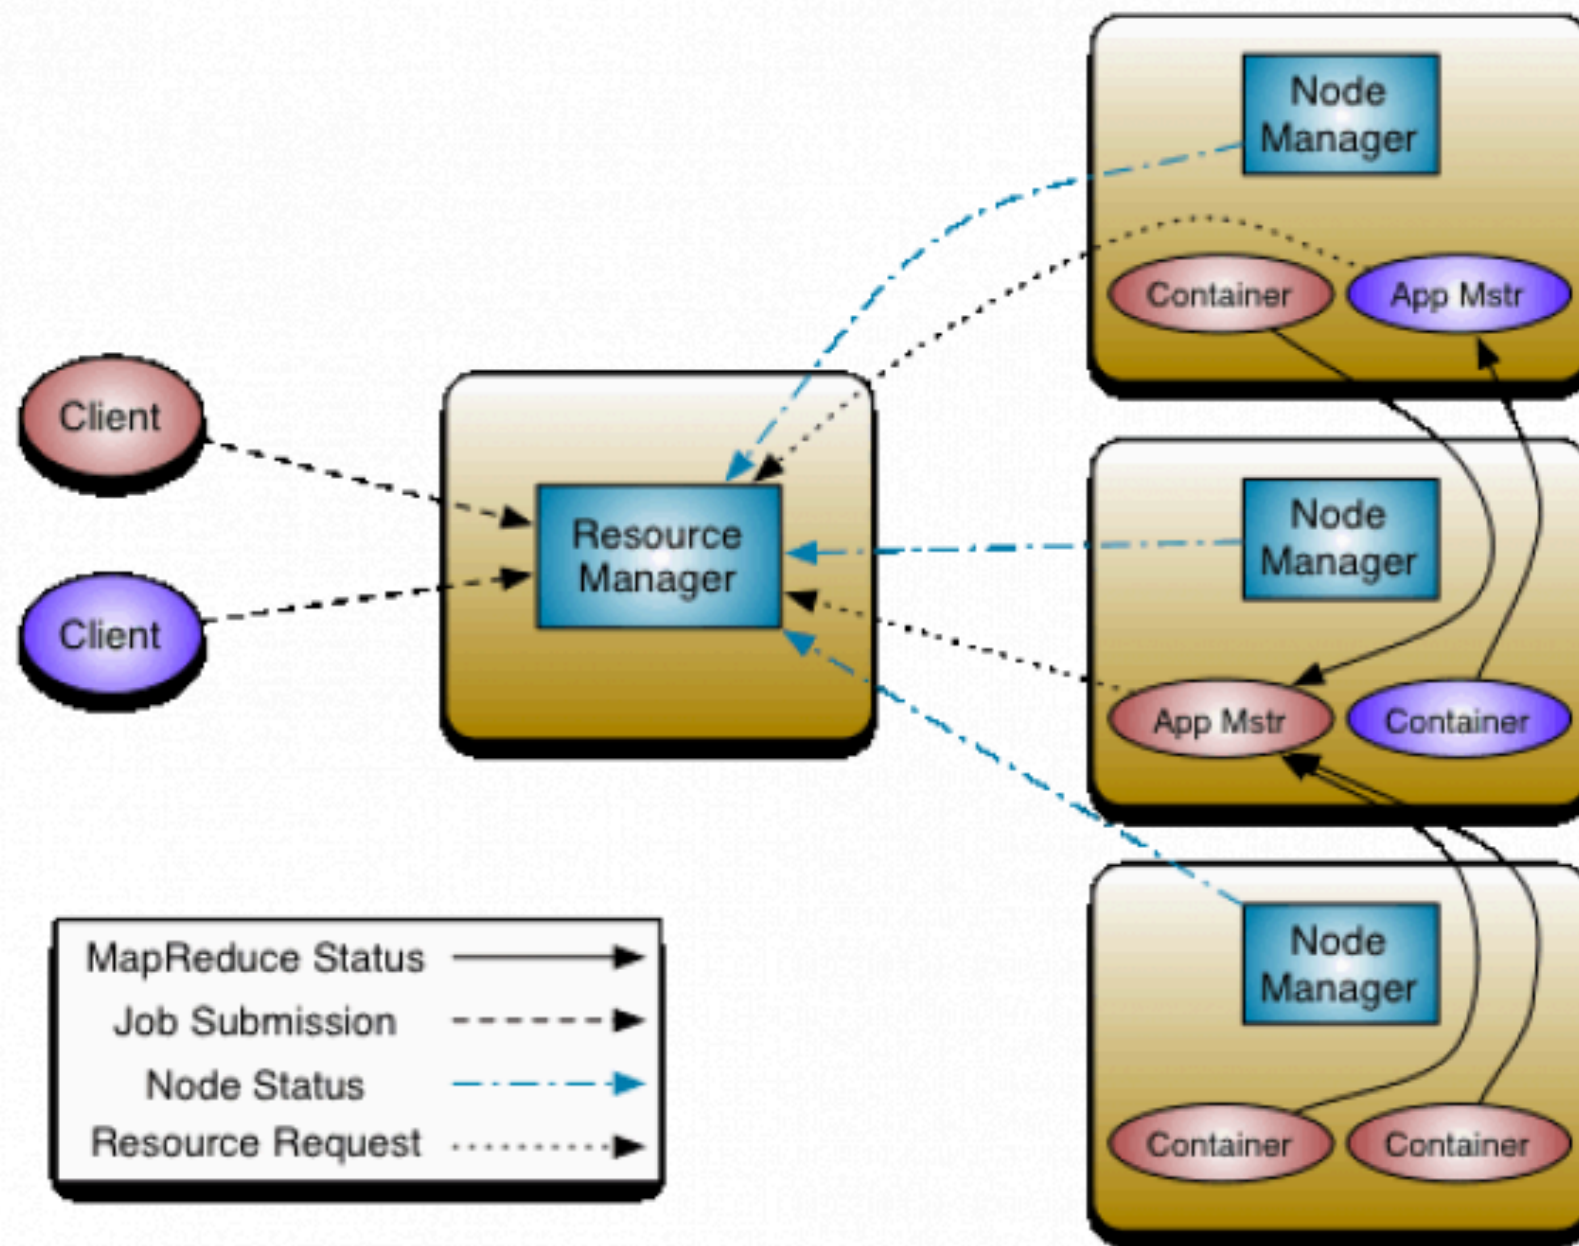 Node
Manager
Container
App Mstr
Client
Resource
Manager
Client
Node
Manager
App Mstr
Container
MapReduce Status
Job Submission
Node Status
Resource Request
Node
Manager
Container
Container